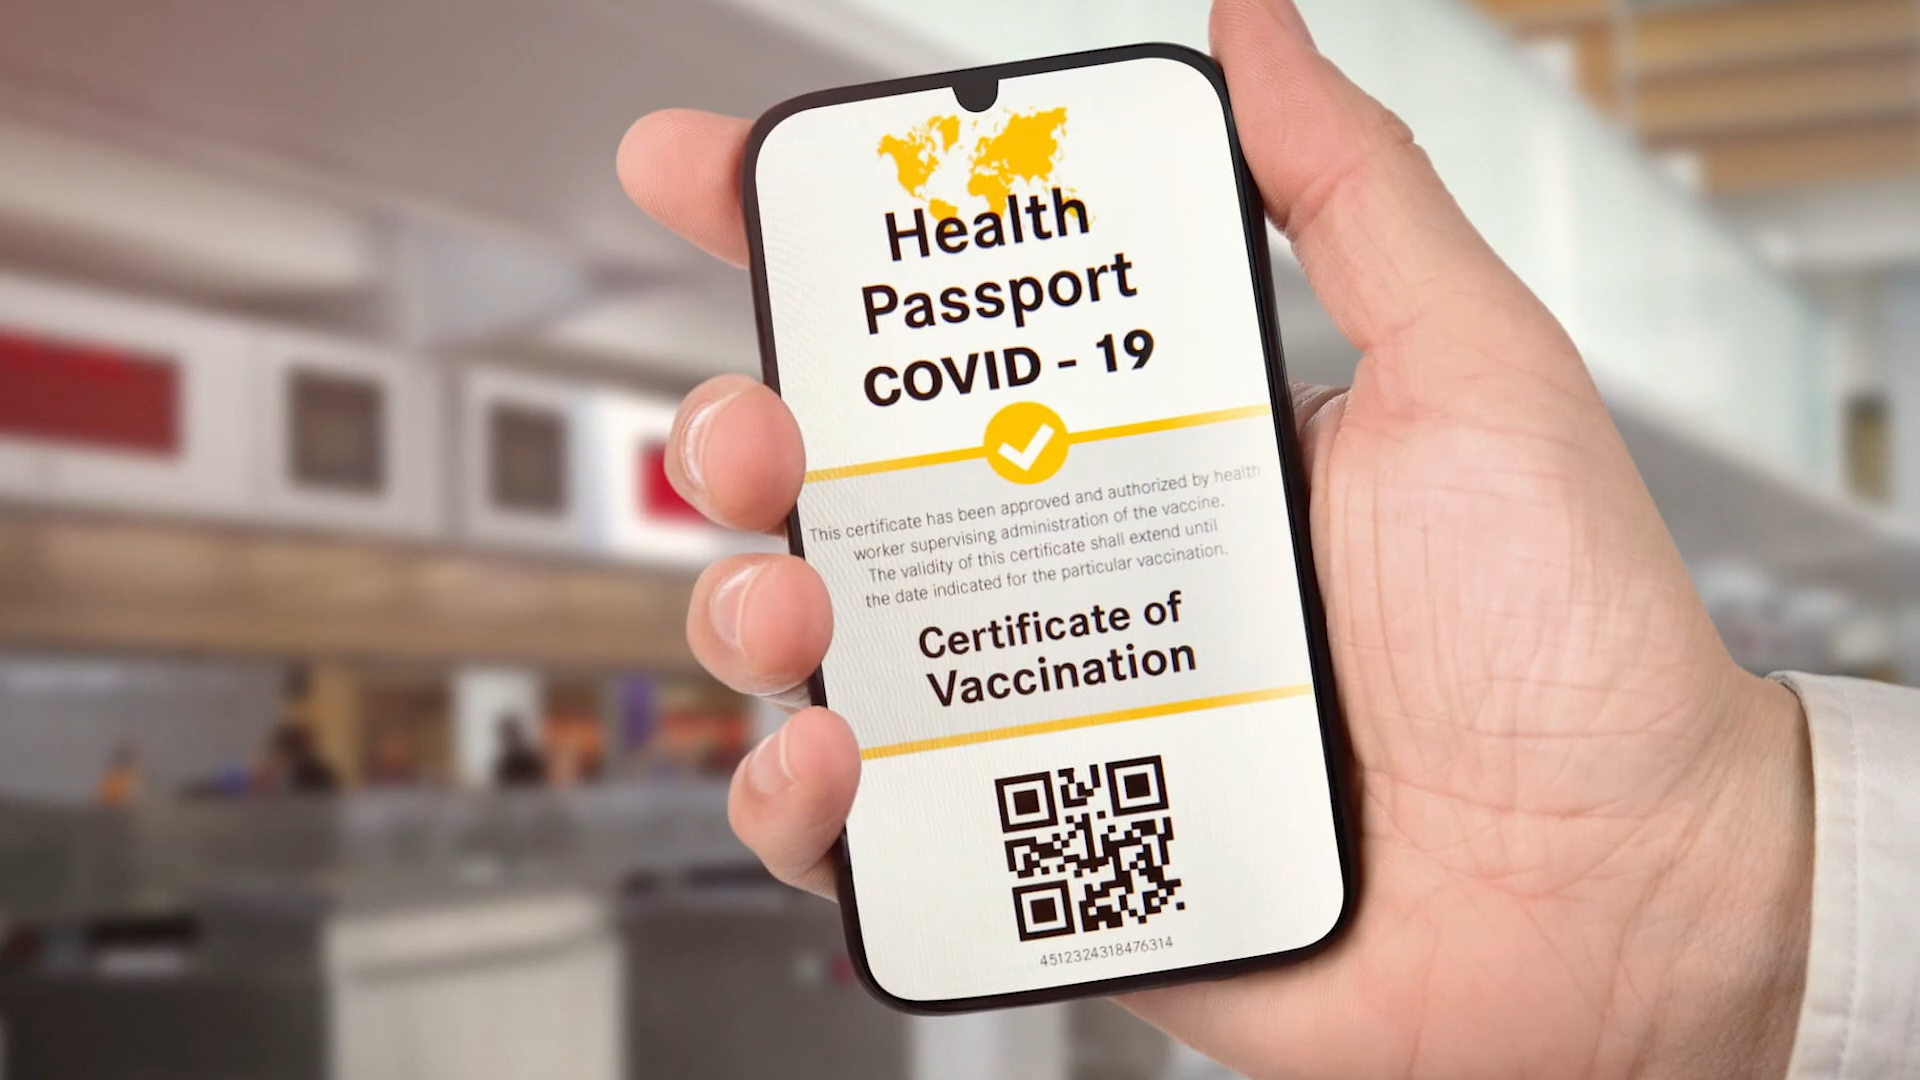 Health
Passport
COVID - 19
This certificate has been approved and authorized by health
worker supervising administration of the vaccine.
The validity of this certificate shall extend until
the date indicated for the particular vaccination.
Certificate of
Vaccination
4512324318476314